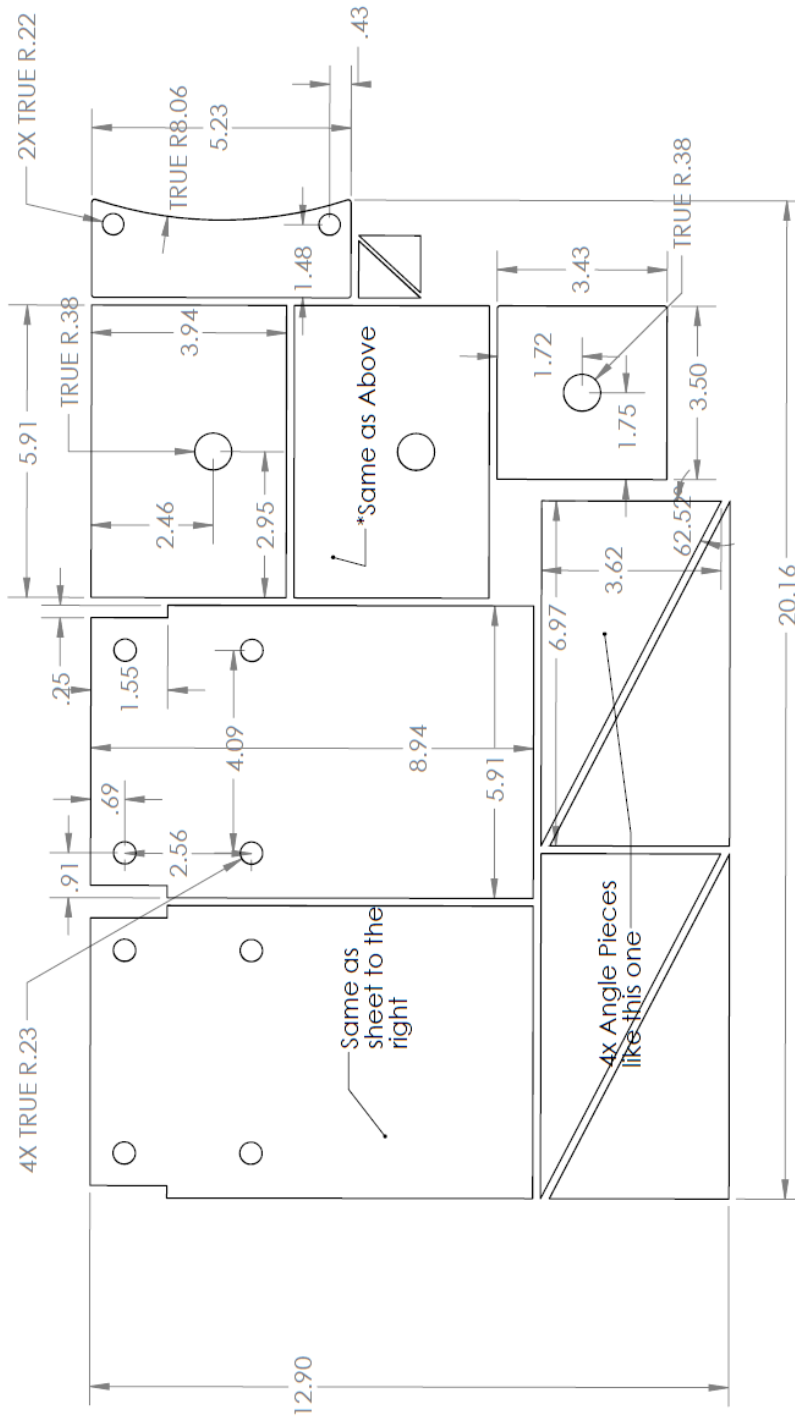 2X TRUE R.22
.43
TRUE R8.06
5.23
5.91
TRUE R.38
3.94
1.48
2.46
2.95
*Same as Above
TRUE R.38
3.43
1.72
1.75
3.50
.25
1.55
.69
.91
4.09
2.56
8.94
5.91
4X TRUE R.23
Same as
sheet to the
right
6.97
3.62
62.52°
4x Angle Pieces
like this one
20.16
12.90